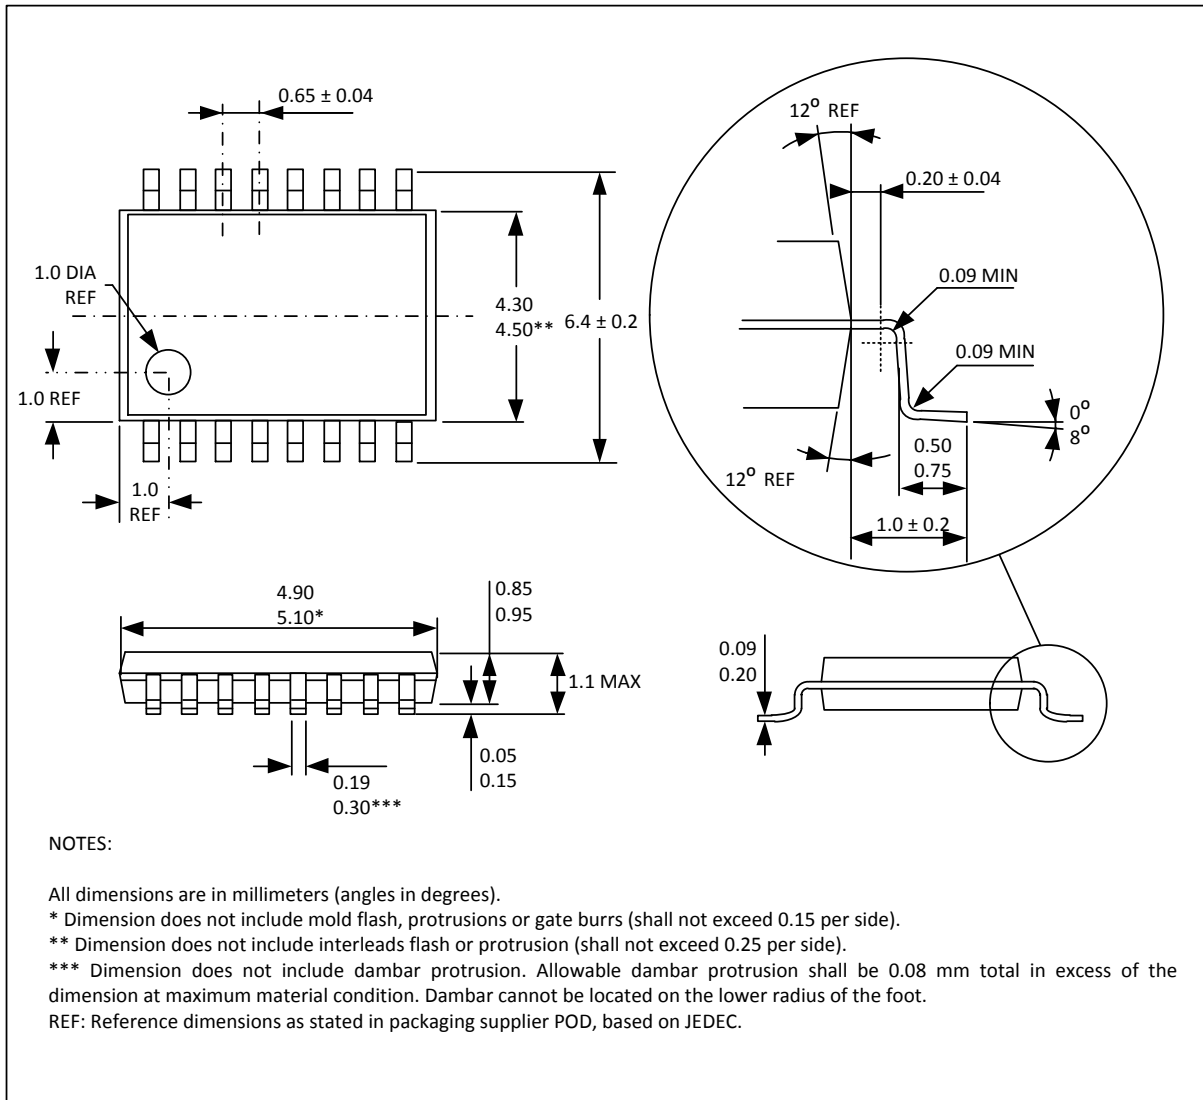 0.65 ± 0.04
12° REF
0.20 ± 0.04
1.0 DIA
REF
0.09 MIN
4.30
4.50**
6.4 ± 0.2
0.09 MIN
1.0 REF
0°
8°
0.50
0.75
12° REF
1.0
REF
1.0 ± 0.2
4.90
5.10*
0.85
0.95
0.09
0.20
1.1 MAX
0.05
0.15
0.19
0.30***
NOTES:
All dimensions are in millimeters (angles in degrees).
* Dimension does not include mold flash, protrusions or gate burrs (shall not exceed 0.15 per side).
** Dimension does not include interleads flash or protrusion (shall not exceed 0.25 per side).
*** Dimension does not include dambar protrusion. Allowable dambar protrusion shall be 0.08 mm total in excess of the
dimension at maximum material condition. Dambar cannot be located on the lower radius of the foot.
REF: Reference dimensions as stated in packaging supplier POD, based on JEDEC.